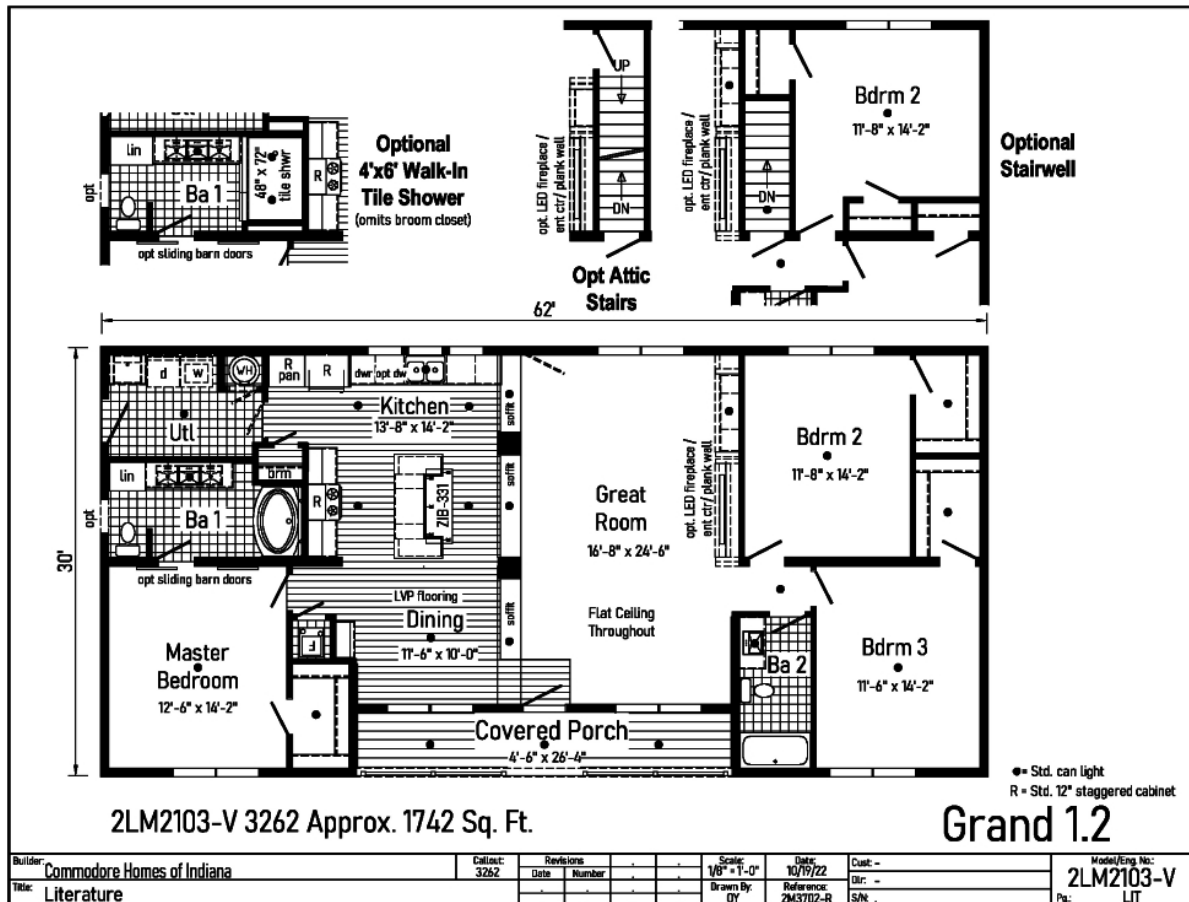 UP
DN
opt. LED fireplace /
ent ctr/ plank wall
Opt Attic
Stairs
opt. LED fireplace /
ent ctr/ plank wall
DN
Bdrm 2
11'-8" x 14'-2"
Optional
Stairwell
lin
opt
Ba 1
48" x 72"
tile shwr
R
opt sliding barn doors
Optional
4'x6' Walk-In
Tile Shower
(omits broom closet)
62'
30'
d
w
WH
R
pan
R
dwr
opt dw
Utl
Kitchen
13'-8" x 14'-2"
soffit
brm
lin
opt
Ba 1
R
ZIB-331
opt sliding barn doors
Great
Room
16'-8" x 24'-6"
Flat Ceiling
Throughout
opt. LED fireplace /
ent ctr/ plank wall
Bdrm 2
11'-8" x 14'-2"
LVP flooring
Dining
11'-6" x 10'-0"
soffit
F
Master
Bedroom
12'-6" x 14'-2"
Ba 2
Bdrm 3
11'-6" x 14'-2"
Covered Porch
4'-6" x 26'-4"
●= Std. can light
R = Std. 12" staggered cabinet
2LM2103-V 3262 Approx. 1742 Sq. Ft.
Grand 1.2
Builder: Commodore Homes of Indiana
Title: Literature
Callout:
3262
Revisions
Date Number
Scale:
1/8" = 1'-0"
Drawn By:
DY
Date:
10/19/22
Reference:
2M3702-R
Cust: -
Dlr: -
S/N: .
Model/Eng. No.:
2LM2103-V
Pg.: LIT